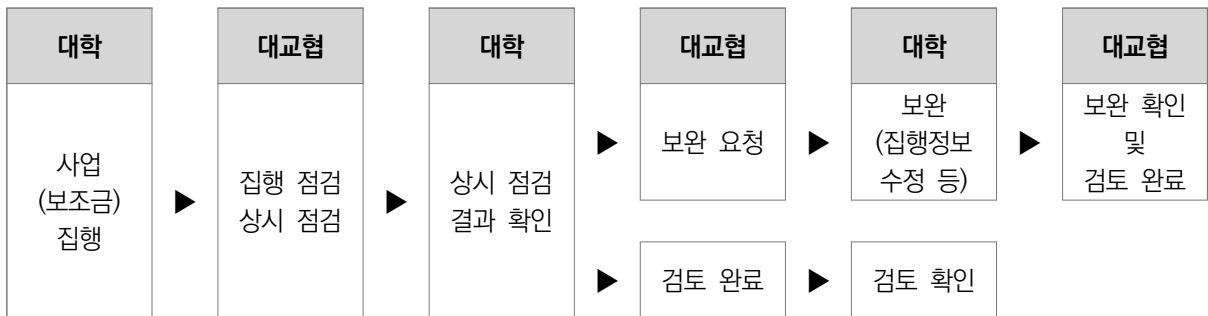 대학
대교협
대학
대교협
대학
대교협
사업
(보조금)
집행
▶
집행 점검
상시 점검
▶
상시 점검
결과 확인
▶
보완 요청
▶
보완
(집행정보
수정 등)
▶
보완 확인
및
검토 완료
▶
검토 완료
▶
검토 확인